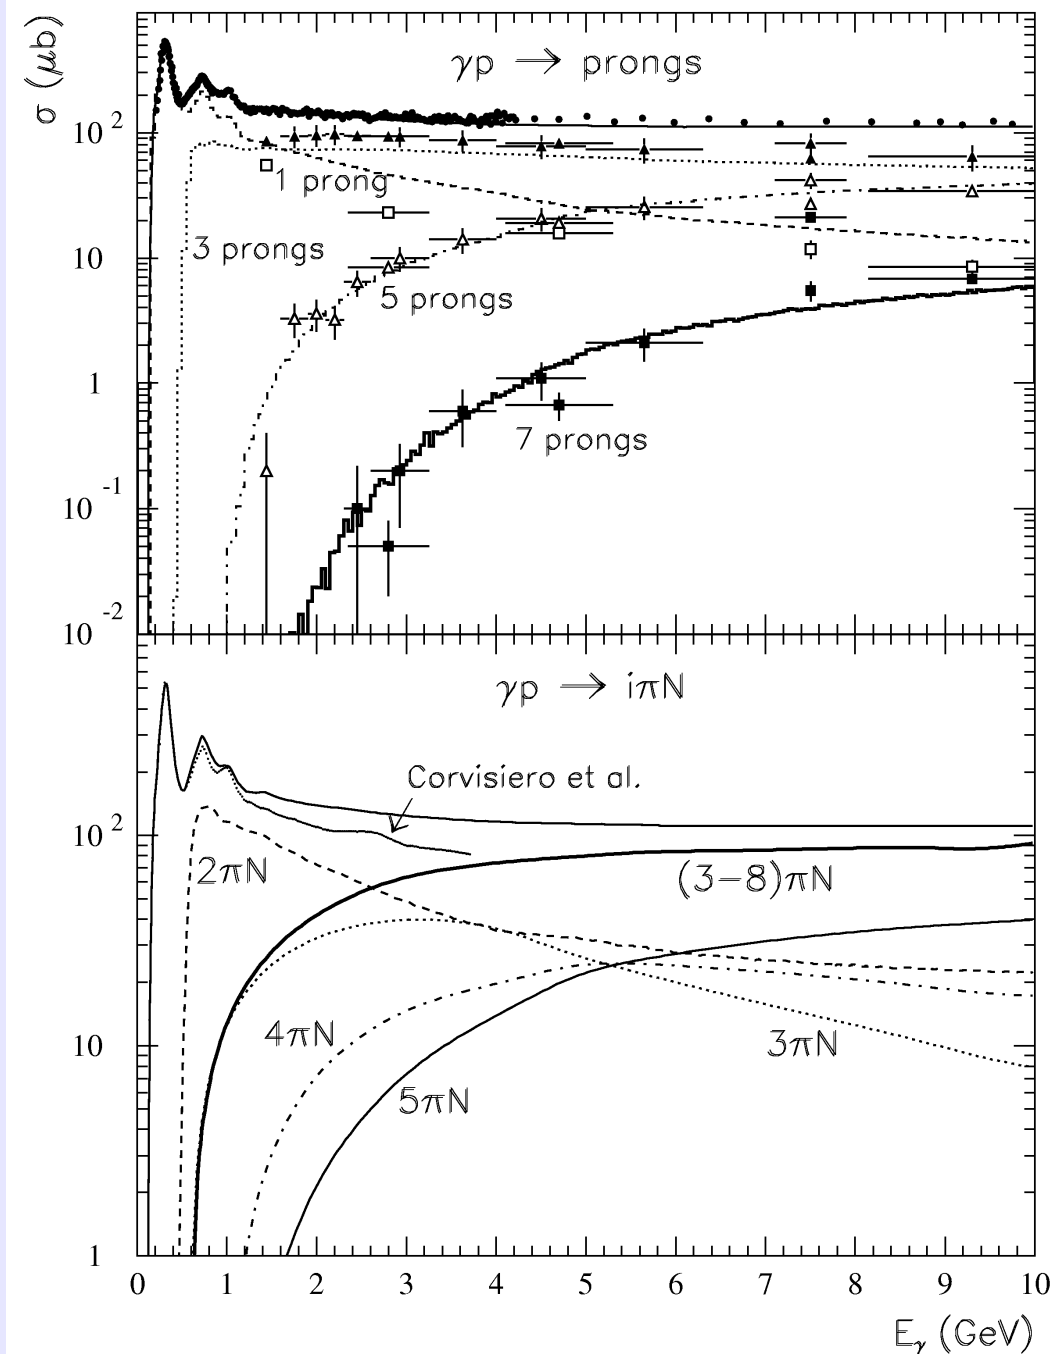 σ (μb)
γp → prongs
10²
1 prong
3 prongs
10
5 prongs
1
7 prongs
10⁻¹
10⁻²
γp → iπN
Corvisiero et al.
10²
2πN
(3−8)πN
4πN
3πN
10
5πN
1
0 1 2 3 4 5 6 7 8 9 10
E_γ (GeV)